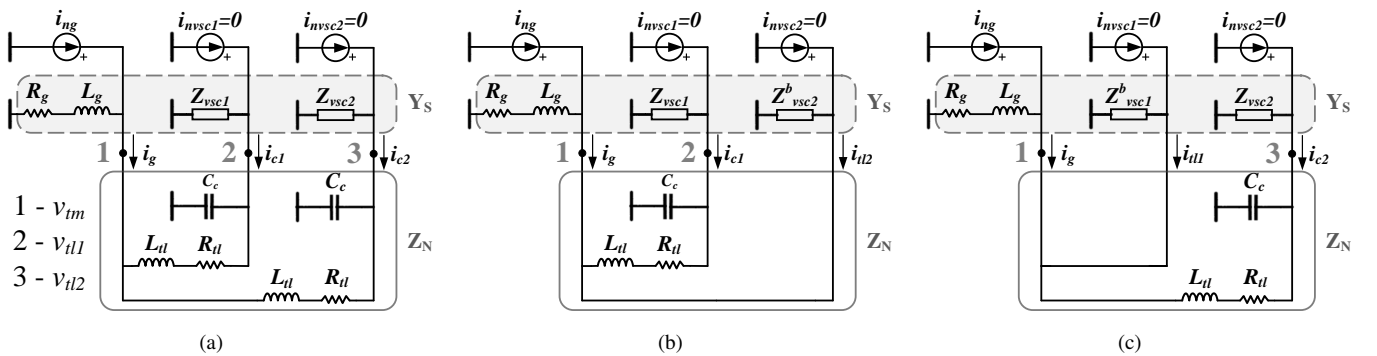 i_ng i_nvsc1=0 i_nvsc2=0
R_g L_g Z_vsc1 Z_vsc2 Y_S
1 i_g 2 i_c1 3 i_c2
C_c C_c
1 - v_tm
2 - v_tl1
3 - v_tl2
L_tl R_tl Z_N
L_tl R_tl
(a)
i_ng i_nvsc1=0 i_nvsc2=0
R_g L_g Z_vsc1 Z^b_vsc2 Y_S
1 i_g 2 i_c1 i_tl2
C_c
L_tl R_tl Z_N
(b)
i_ng i_nvsc1=0 i_nvsc2=0
R_g L_g Z^b_vsc1 Z_vsc2 Y_S
1 i_g i_tl1 3 i_c2
C_c
Z_N
L_tl R_tl
(c)